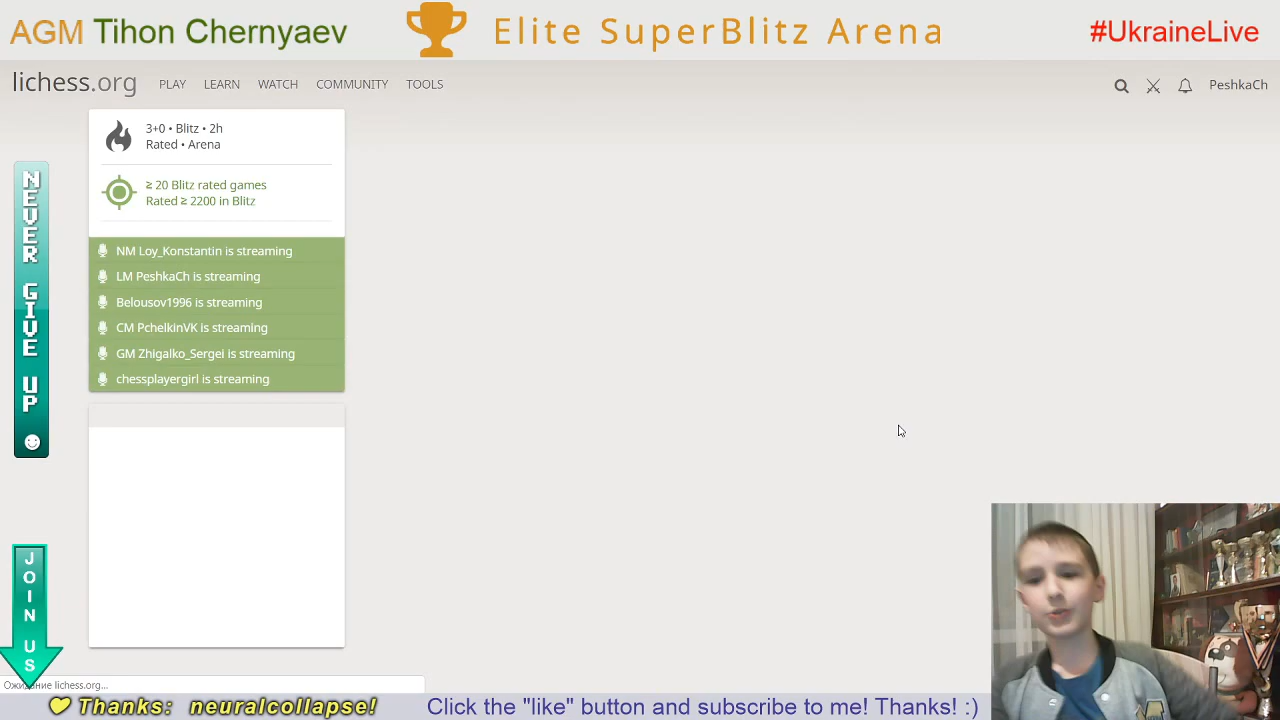 AGM Tihon Chernyaev
Elite SuperBlitz Arena
#UkraineLive
lichess.org
PLAY
LEARN
WATCH
COMMUNITY
TOOLS
PeshkaCh
3+0 • Blitz • 2h
Rated • Arena
≥ 20 Blitz rated games
Rated ≥ 2200 in Blitz
NM Loy_Konstantin is streaming
LM PeshkaCh is streaming
Belousov1996 is streaming
CM PchelkinVK is streaming
GM Zhigalko_Sergei is streaming
chessplayergirl is streaming
NEVER GIVE UP
JOIN US
Ожидание lichess.org...
Thanks: neuralcollapse!
Click the "like" button and subscribe to me! Thanks! :)